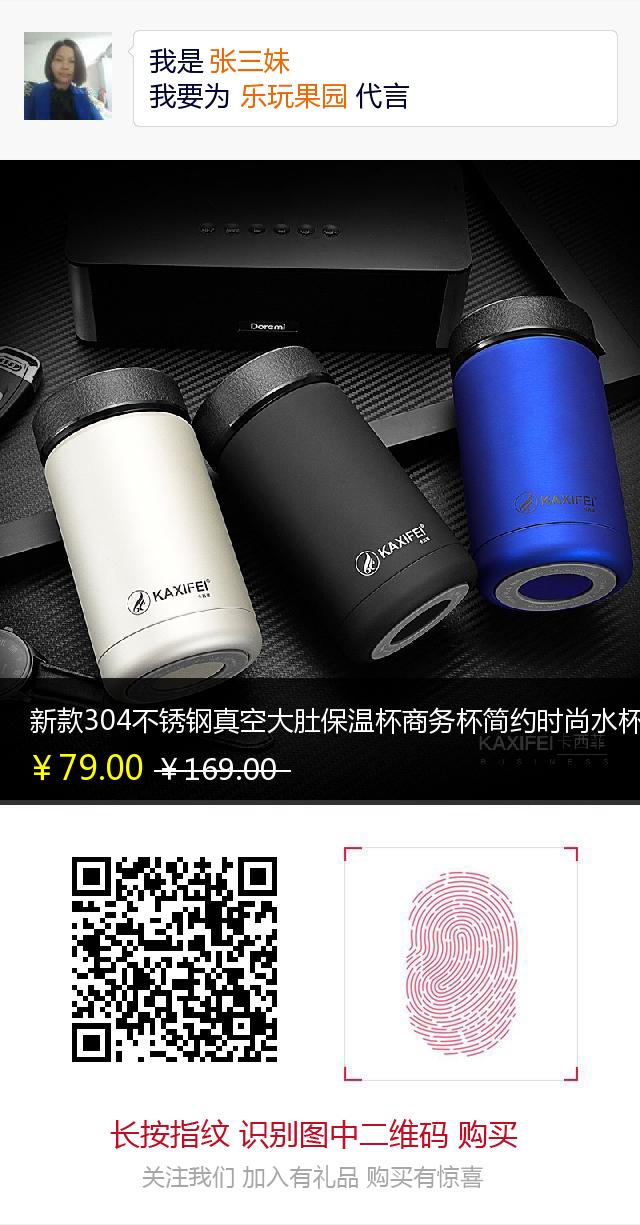 我是 张三妹
我要为 乐玩果园 代言
Doremi
KAXIFEI
KAXIFEI
KAXIFEI
新款304不锈钢真空大肚保温杯商务杯简约时尚水杯
KAXIFEI 卡西菲
BUSINESS
￥79.00 ￥169.00
长按指纹 识别图中二维码 购买
关注我们 加入有礼品 购买有惊喜